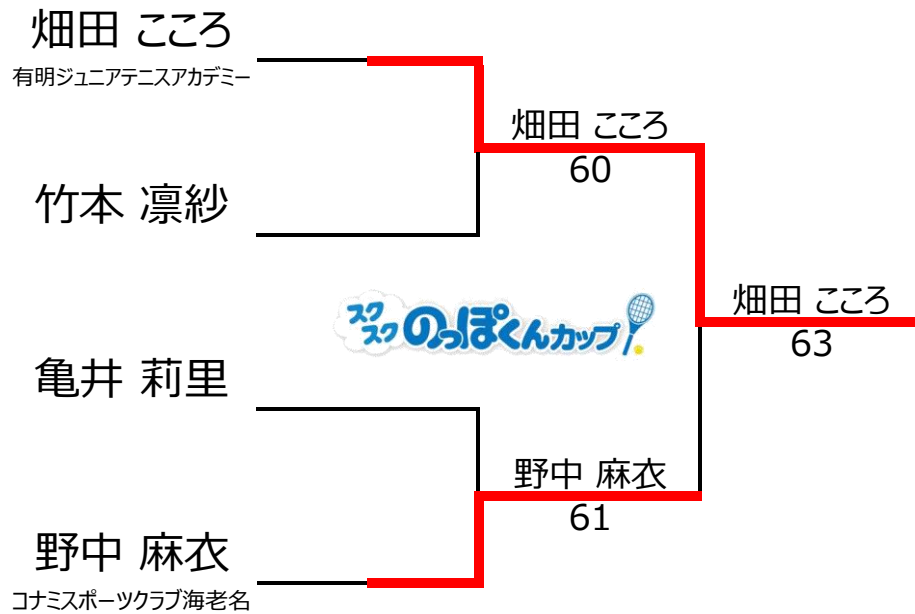 畑田 こころ
有明ジュニアテニスアカデミー
畑田 こころ
60
竹本 凛紗
スク
スク のっぽくんカップ
畑田 こころ
63
亀井 莉里
野中 麻衣
61
野中 麻衣
コナミスポーツクラブ海老名